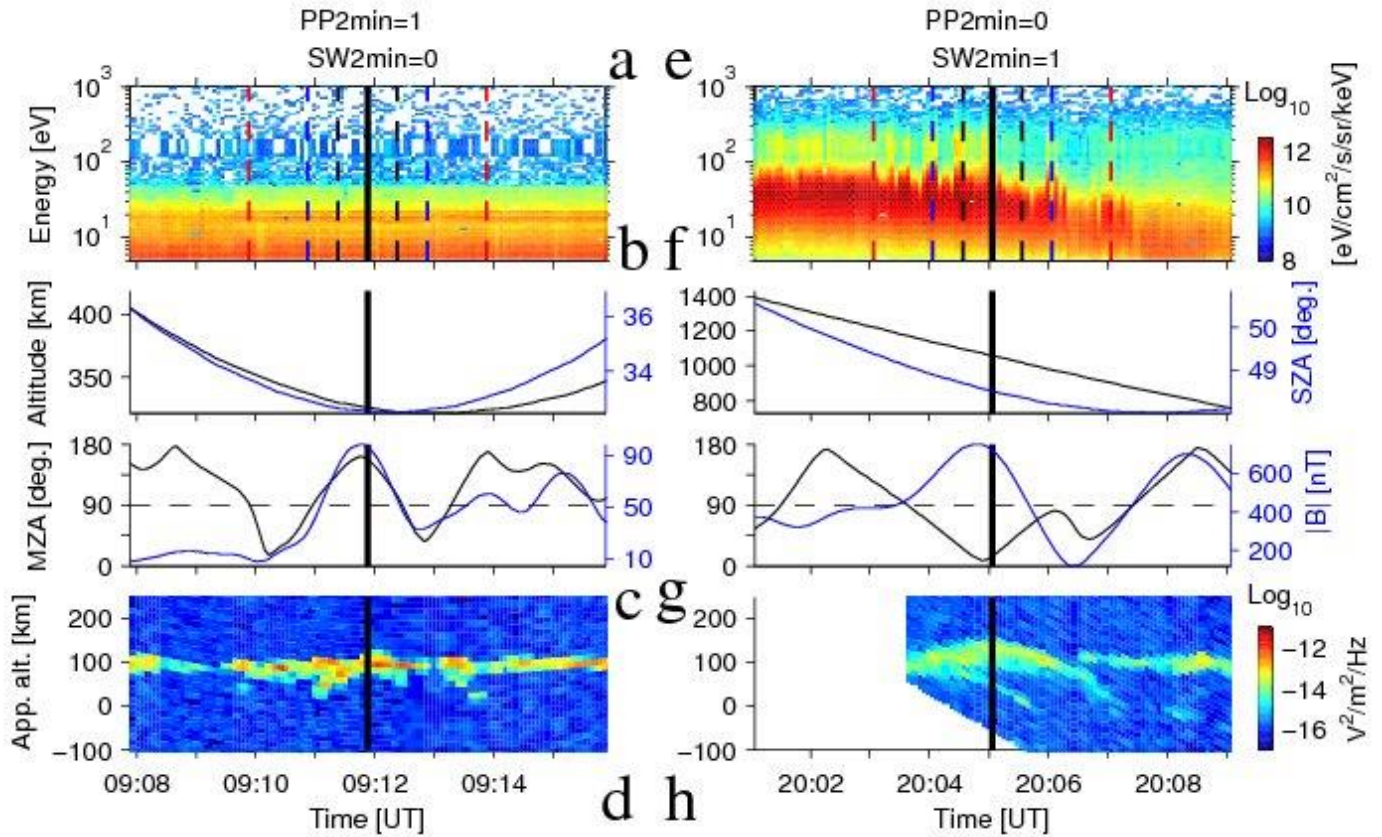 PP2min=1
SW2min=0
PP2min=0
SW2min=1
a e
10³
10²
10¹
Energy [eV]
Log₁₀
12
10
8
[eV/cm²/s/sr/keV]
b f
400
350
Altitude [km]
36
34
1400
1200
1000
800
50
49
SZA [deg.]
180
90
0
MZA [deg.]
90
50
10
180
90
0
600
400
200
|B| [nT]
c g
200
100
0
−100
App. alt. [km]
200
100
0
−100
Log₁₀
−12
−14
−16
V²/m²/Hz
09:08 09:10 09:12 09:14
Time [UT]
d h
20:02 20:04 20:06 20:08
Time [UT]